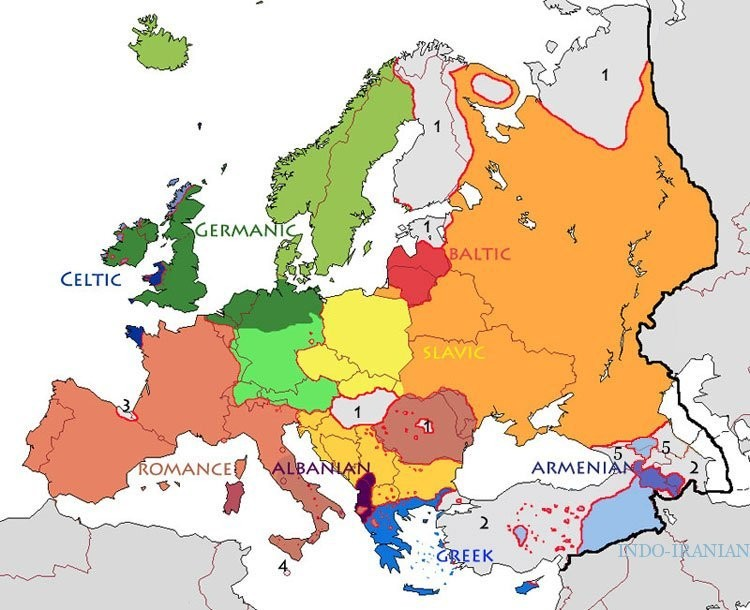 1
1
GERMANIC
1
BALTIC
CELTIC
SLAVIC
3
1
1
ROMANCE
ALBANIAN
ARMENIAN
5
5
2
2
GREEK
INDO-IRANIAN
4